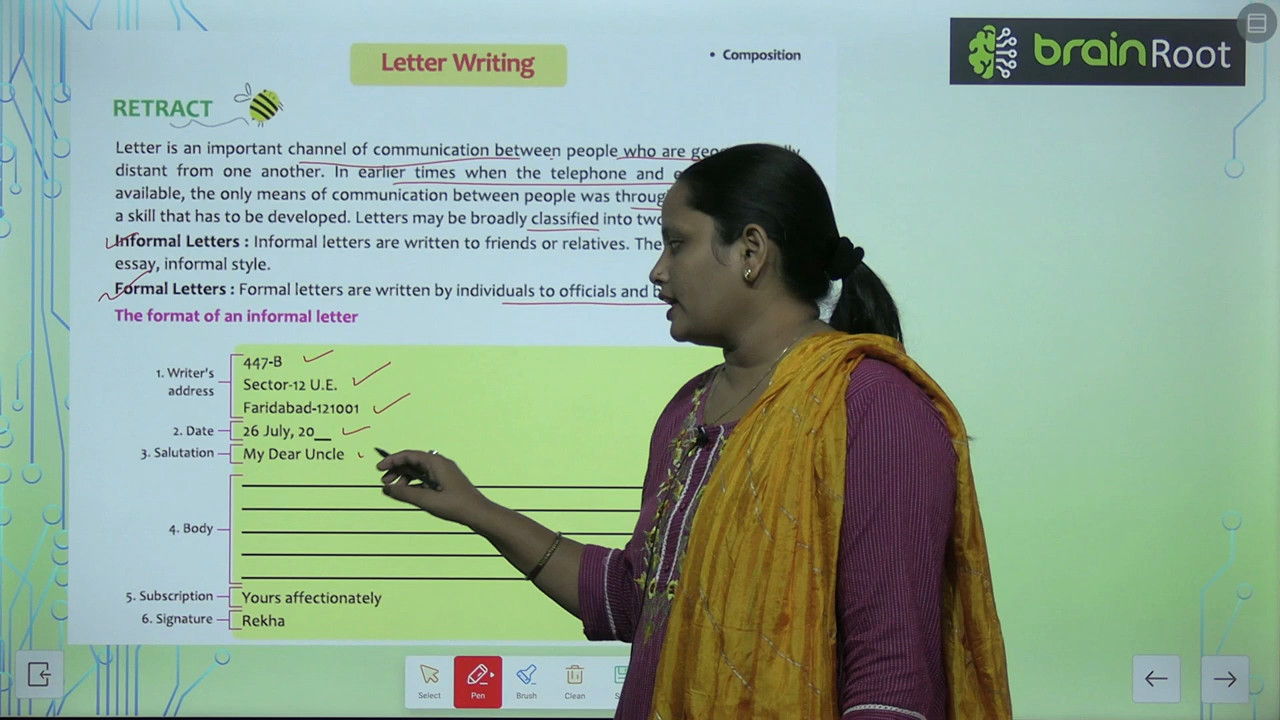 Letter Writing
• Composition
brainRoot
RETRACT
Letter is an important channel of communication between people who are
distant from one another. In earlier times when the telephone and
available, the only means of communication between people was
a skill that has to be developed. Letters may be broadly classified into
Informal Letters : Informal letters are written to friends or relatives.
essay, informal style.
Formal Letters : Formal letters are written by individuals to officials and
The format of an informal letter
1. Writer's address
447-B
Sector-12 U.E.
Faridabad-121001
2. Date
26 July, 20__
3. Salutation
My Dear Uncle
4. Body
5. Subscription
Yours affectionately
6. Signature
Rekha
Select
Pen
Brush
Clean